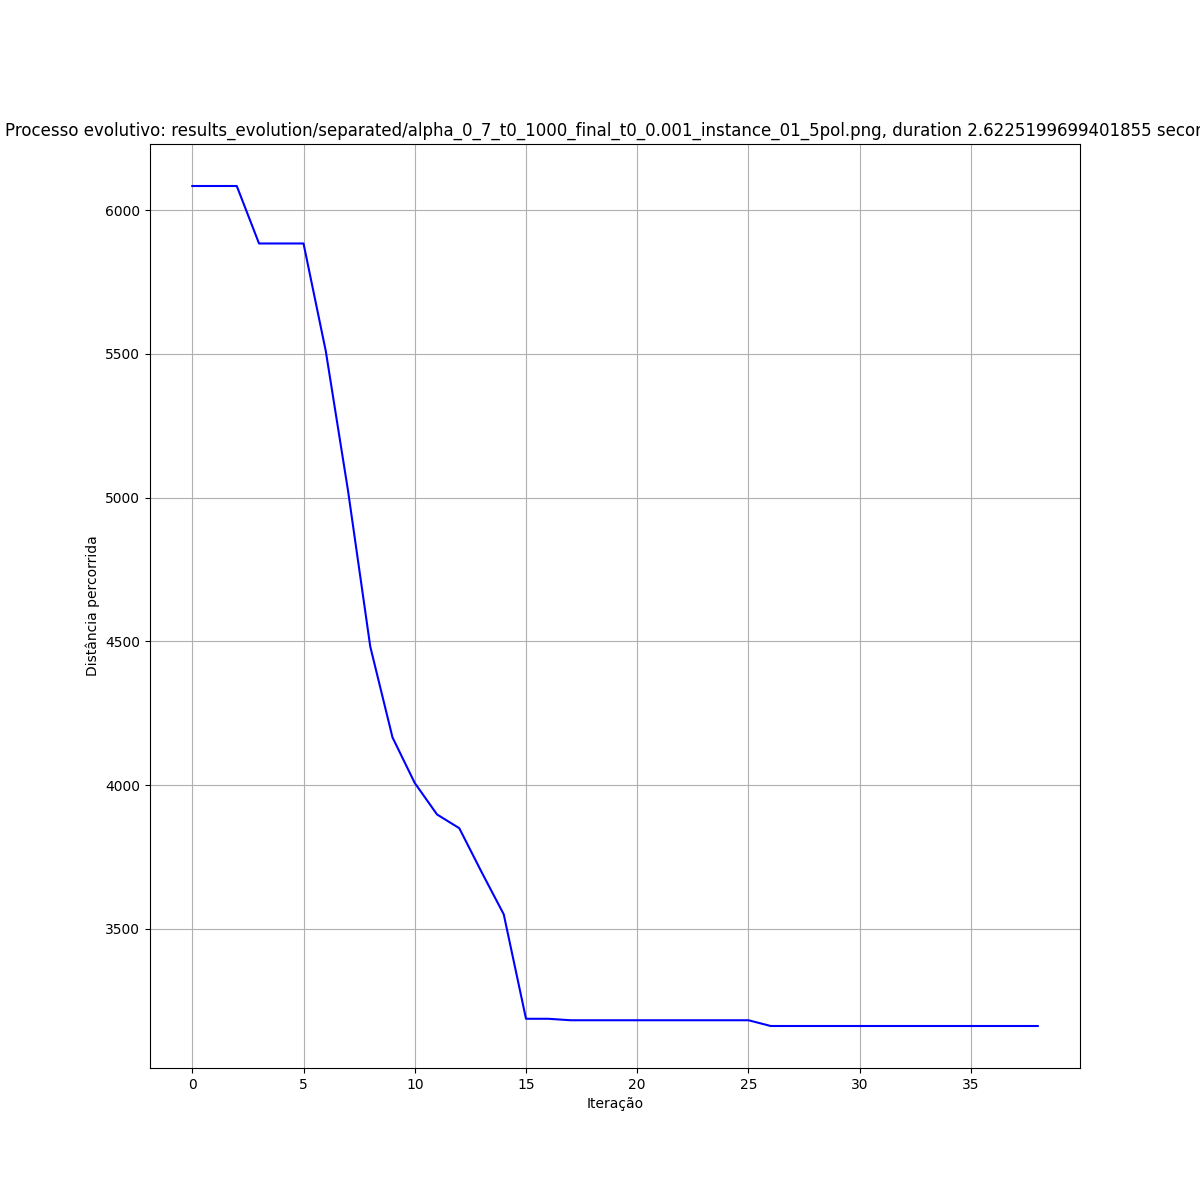 Processo evolutivo: results_evolution/separated/alpha_0_7_t0_1000_final_t0_0.001_instance_01_5pol.png, duration 2.6225199699401855 secor
6000
5500
5000
4500
4000
3500
Distância percorrida
0 5 10 15 20 25 30 35
Iteração